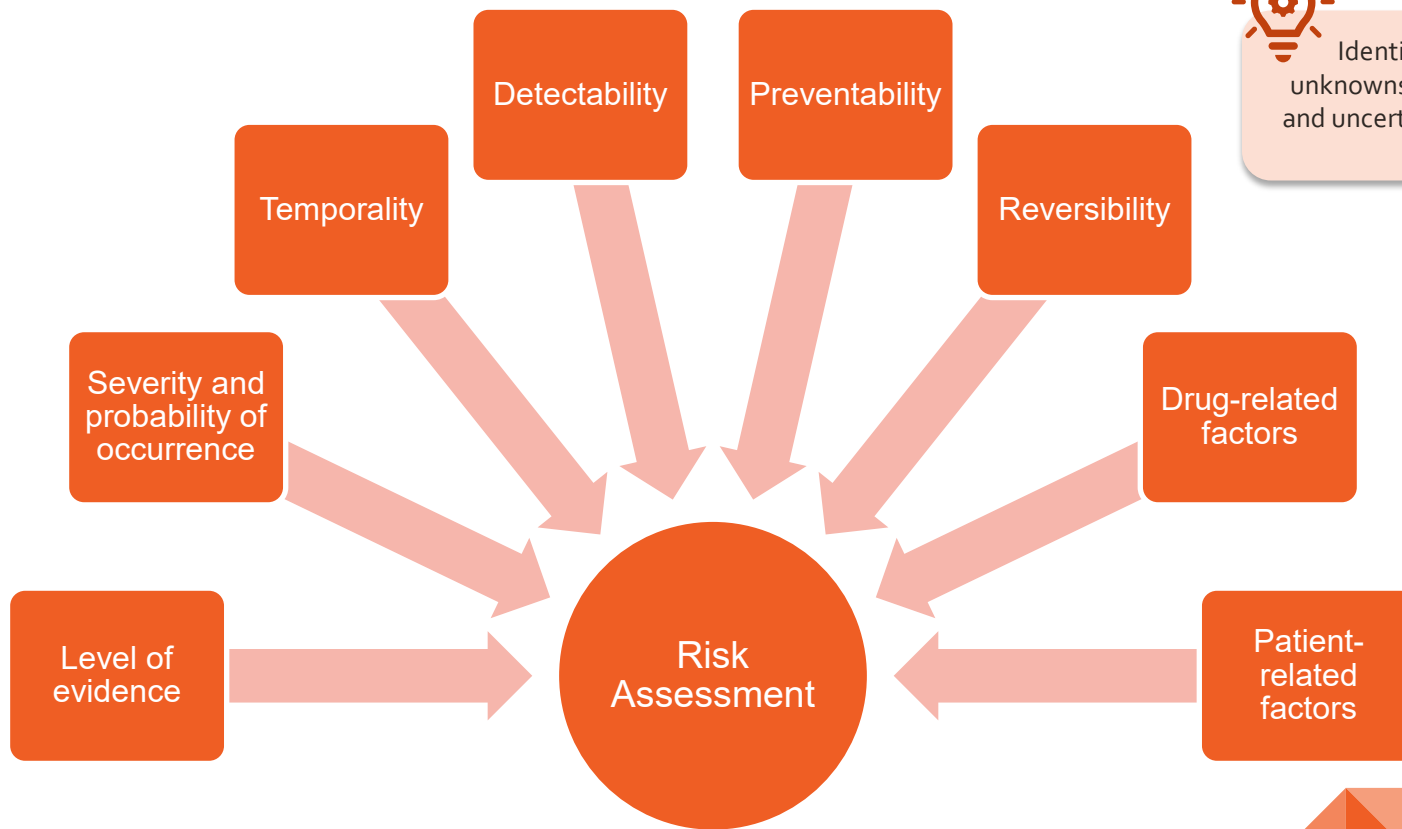 Detectability
Preventability
Identi
unknowns
and uncert
Temporality
Reversibility
Severity and
probability of
occurrence
Drug-related
factors
Level of
evidence
Risk
Assessment
Patient-
related
factors